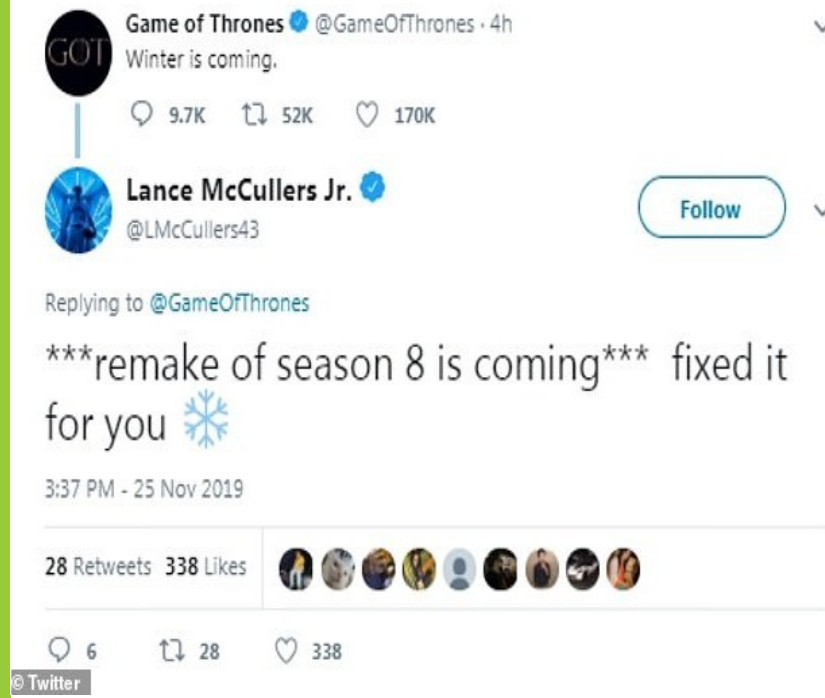 GOT
Game of Thrones @GameOfThrones · 4h
Winter is coming.
9.7K 52K 170K
Lance McCullers Jr.
@LMcCullers43
Follow
Replying to @GameOfThrones
***remake of season 8 is coming*** fixed it
for you
3:37 PM - 25 Nov 2019
28 Retweets 338 Likes
6 28 338
© Twitter